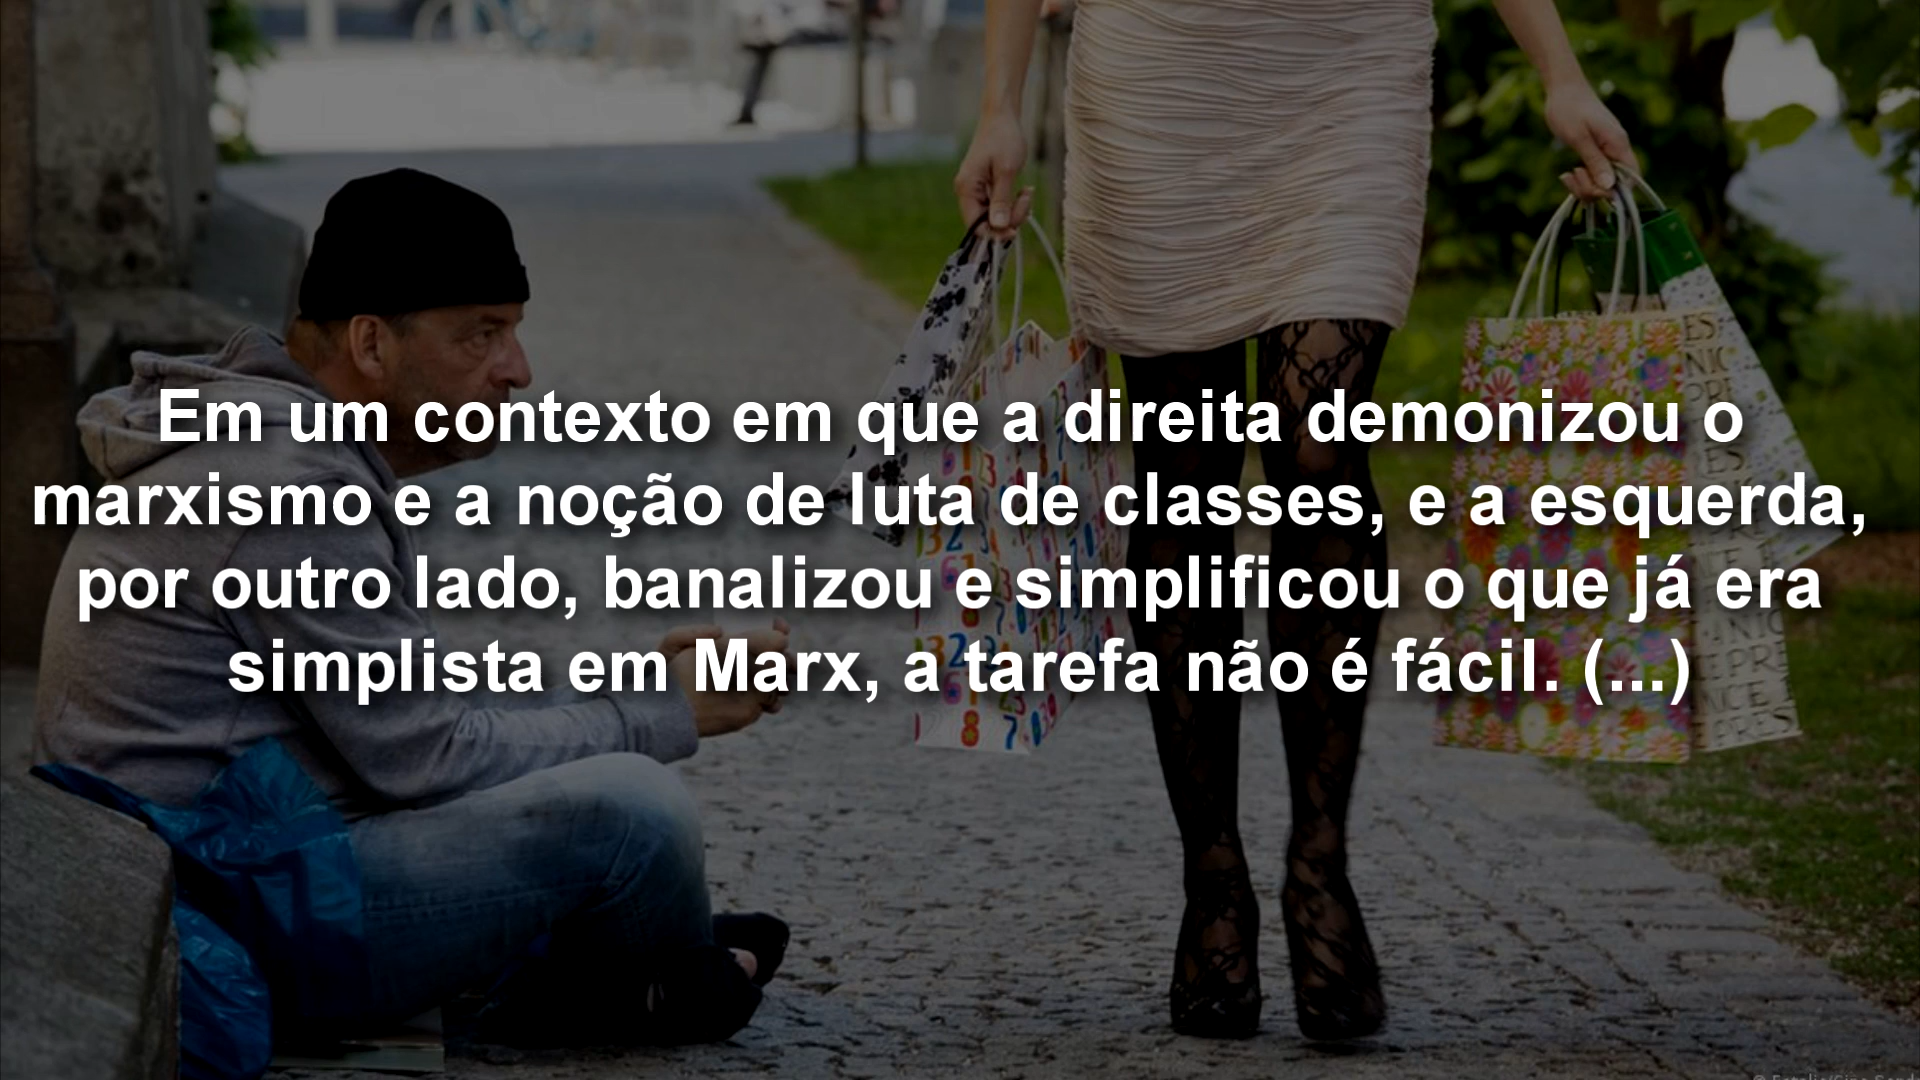 Em um contexto em que a direita demonizou o
marxismo e a noção de luta de classes, e a esquerda,
por outro lado, banalizou e simplificou o que já era
simplista em Marx, a tarefa não é fácil. (...)